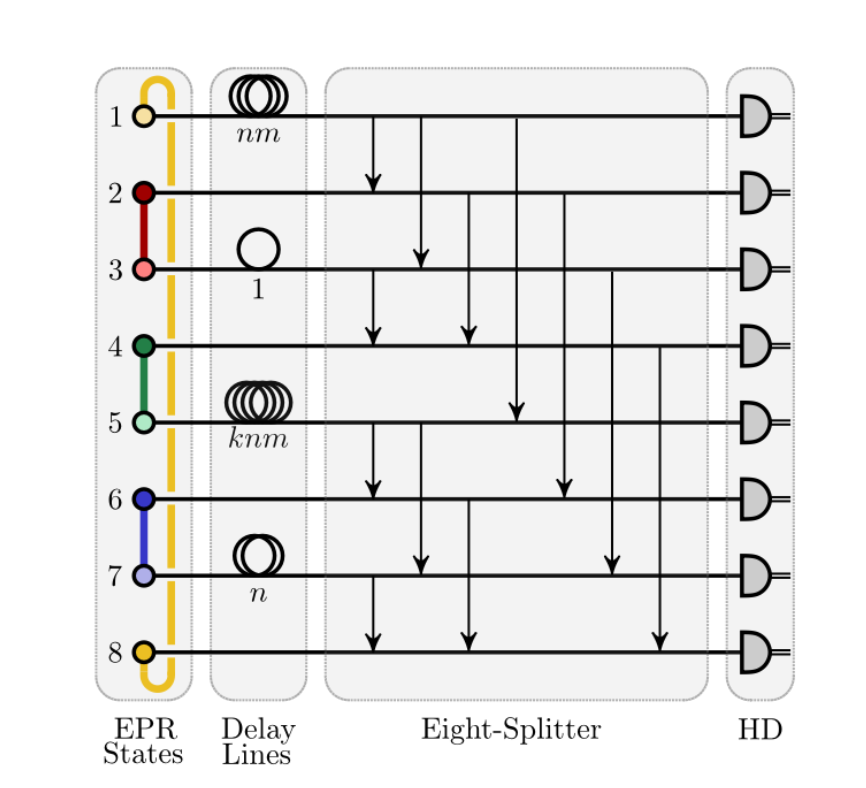 1
nm
2
3
1
4
5
knm
6
7
n
8
EPR
States
Delay
Lines
Eight-Splitter
HD